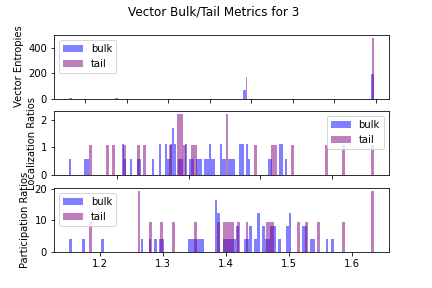 Vector Bulk/Tail Metrics for 3
Vector Entropies
400
200
0
bulk
tail
Localization Ratios
2
1
0
bulk
tail
Participation Ratios
20
10
0
bulk
tail
1.2 1.3 1.4 1.5 1.6